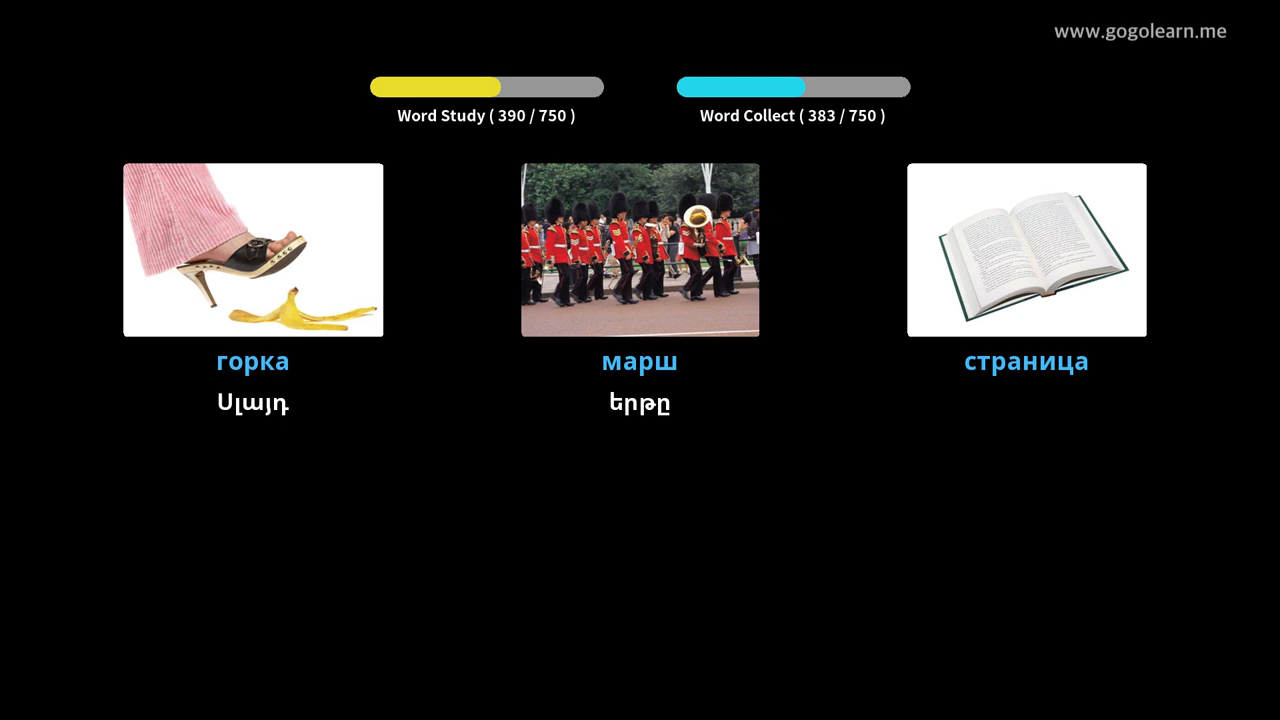 www.gogolearn.me
Word Study ( 390 / 750 )
Word Collect ( 383 / 750 )
горка
марш
страница
Սլայդ
երթը